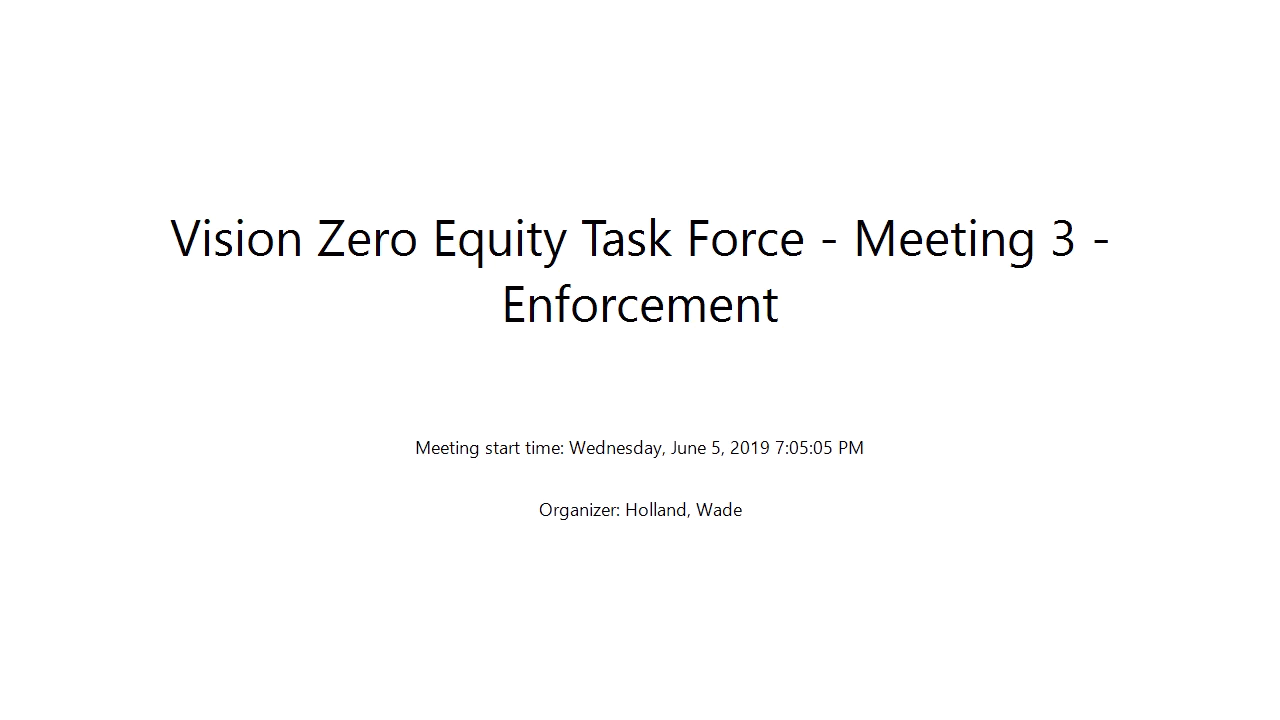 Vision Zero Equity Task Force - Meeting 3 -
Enforcement
Meeting start time: Wednesday, June 5, 2019 7:05:05 PM
Organizer: Holland, Wade